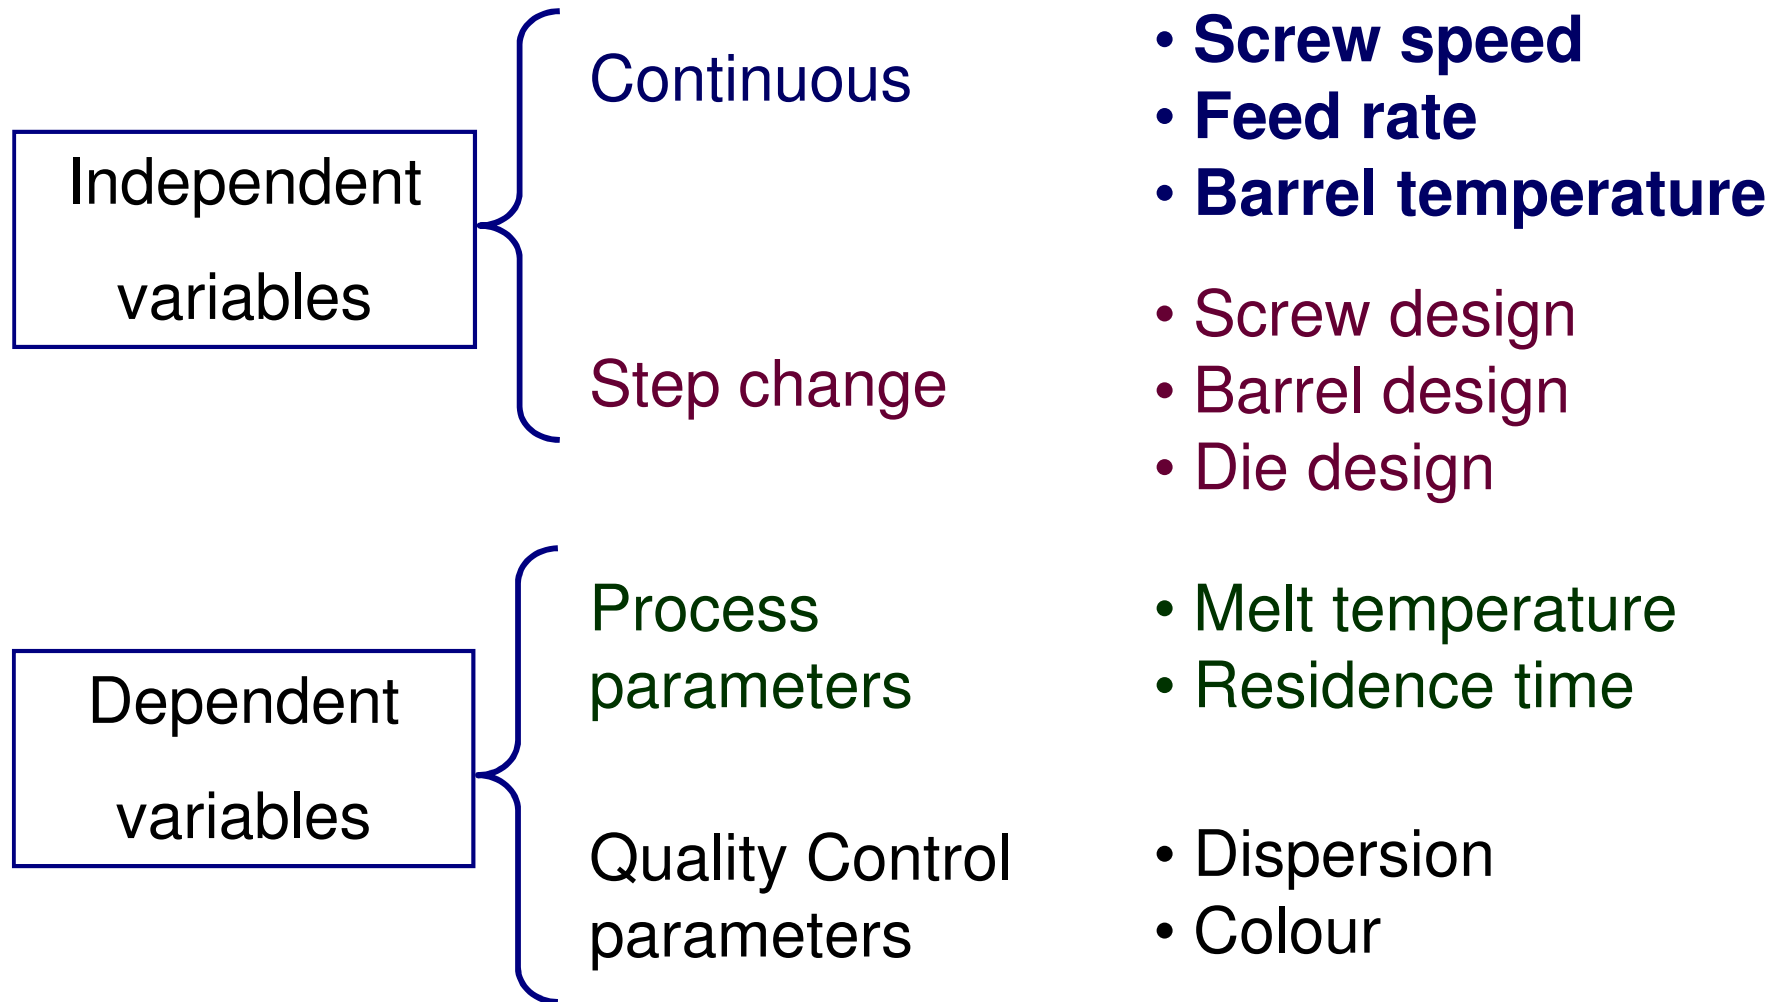 Independent
variables
Continuous
• Screw speed
• Feed rate
• Barrel temperature
Step change
• Screw design
• Barrel design
• Die design
Dependent
variables
Process
parameters
• Melt temperature
• Residence time
Quality Control
parameters
• Dispersion
• Colour